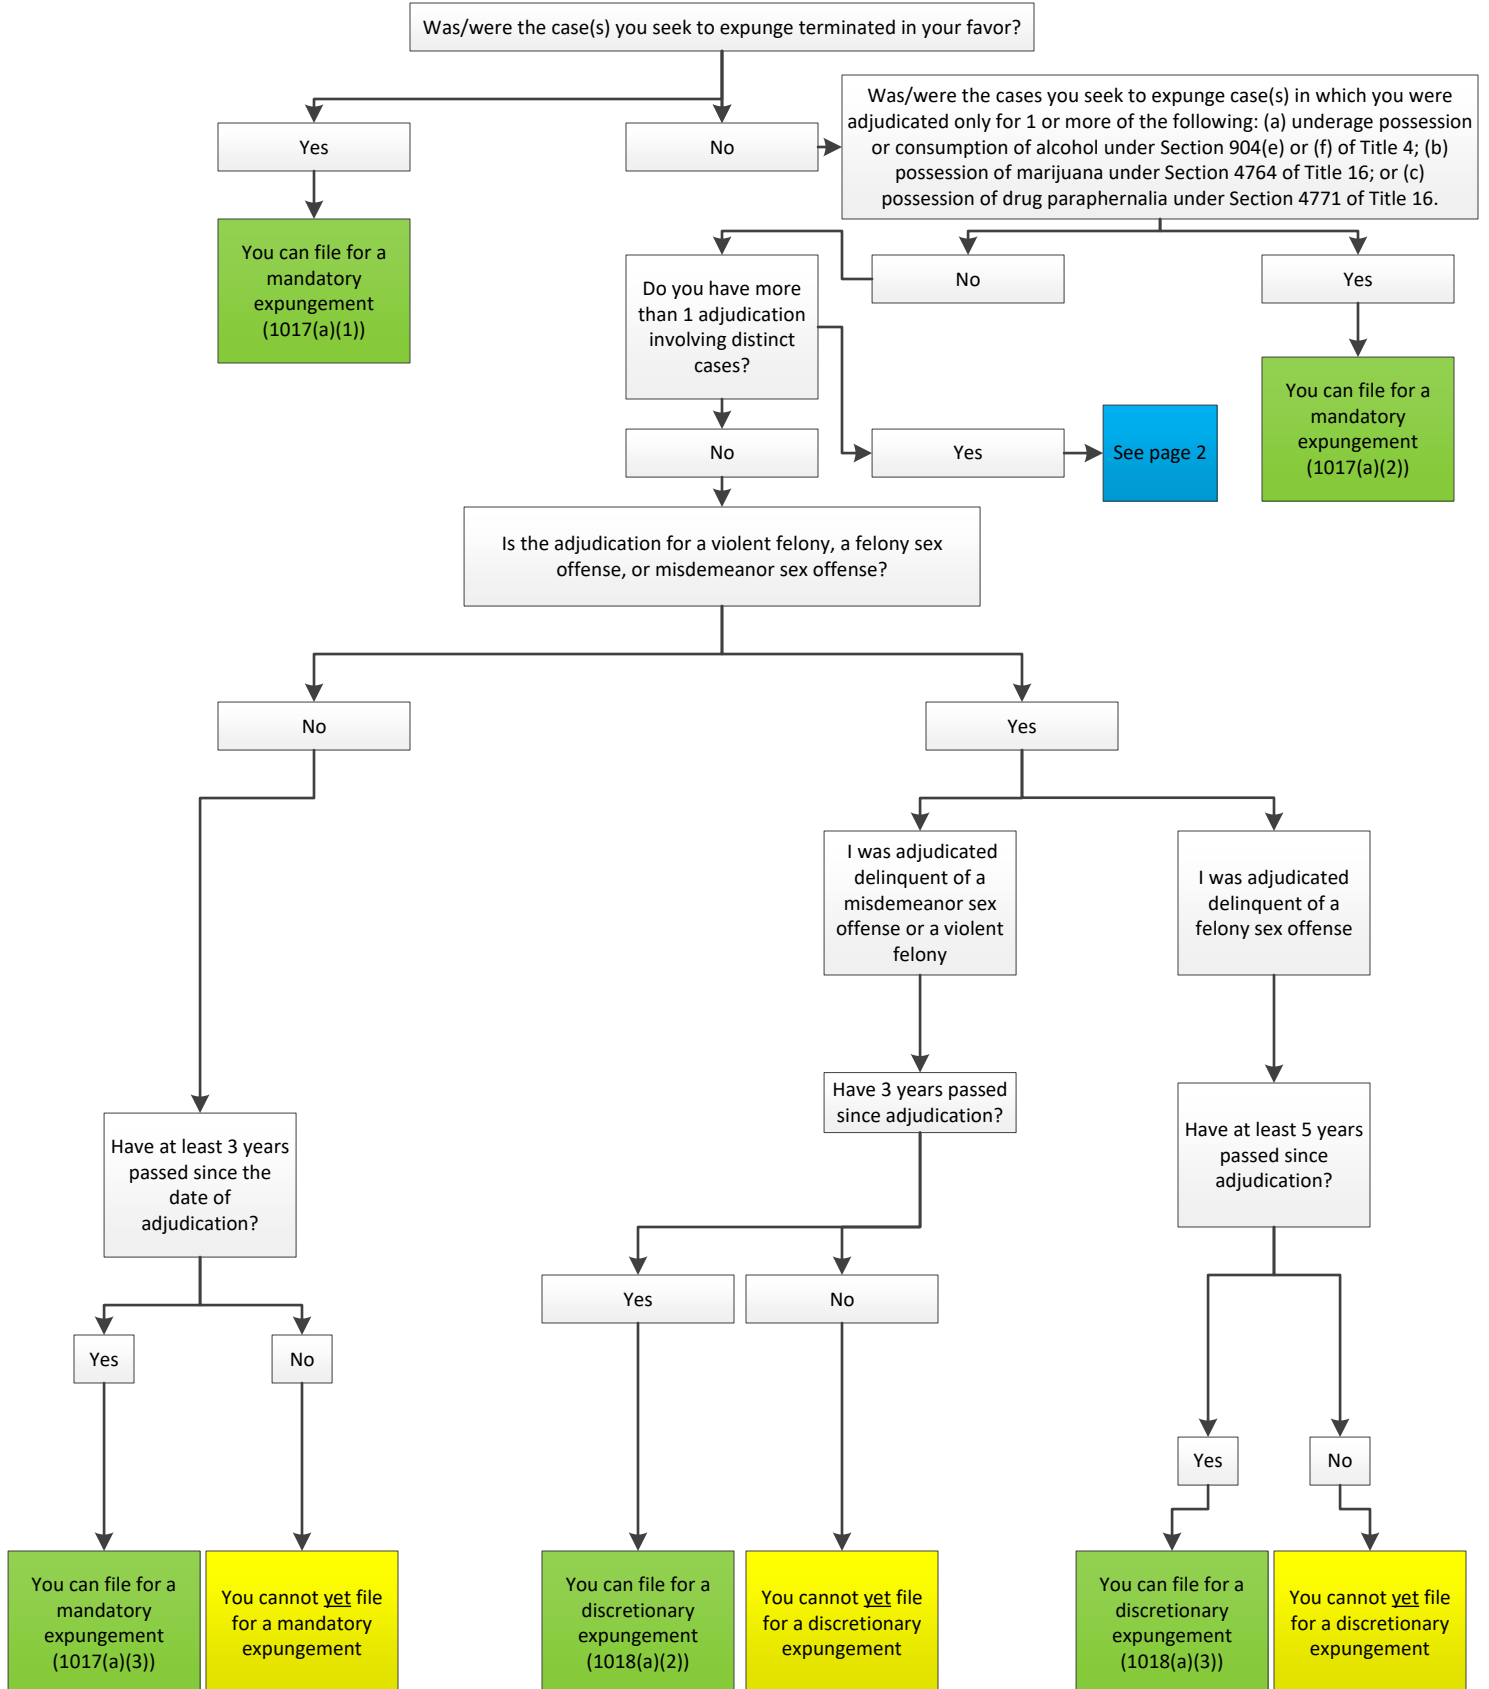 Was/were the case(s) you seek to expunge terminated in your favor?
Yes
No
Was/were the cases you seek to expunge case(s) in which you were
adjudicated only for 1 or more of the following: (a) underage possession
or consumption of alcohol under Section 904(e) or (f) of Title 4; (b)
possession of marijuana under Section 4764 of Title 16; or (c)
possession of drug paraphernalia under Section 4771 of Title 16.
You can file for a
mandatory
expungement
(1017(a)(1))
Do you have more
than 1 adjudication
involving distinct
cases?
No
Yes
You can file for a
mandatory
expungement
(1017(a)(2))
No
Yes
See page 2
Is the adjudication for a violent felony, a felony sex
offense, or misdemeanor sex offense?
No
Yes
I was adjudicated
delinquent of a
misdemeanor sex
offense or a violent
felony
I was adjudicated
delinquent of a
felony sex offense
Have 3 years passed
since adjudication?
Have at least 3 years
passed since the
date of
adjudication?
Have at least 5 years
passed since
adjudication?
Yes
No
Yes
No
Yes
No
You can file for a
mandatory
expungement
(1017(a)(3))
You cannot yet file
for a mandatory
expungement
You can file for a
discretionary
expungement
(1018(a)(2))
You cannot yet file
for a discretionary
expungement
You can file for a
discretionary
expungement
(1018(a)(3))
You cannot yet file
for a discretionary
expungement